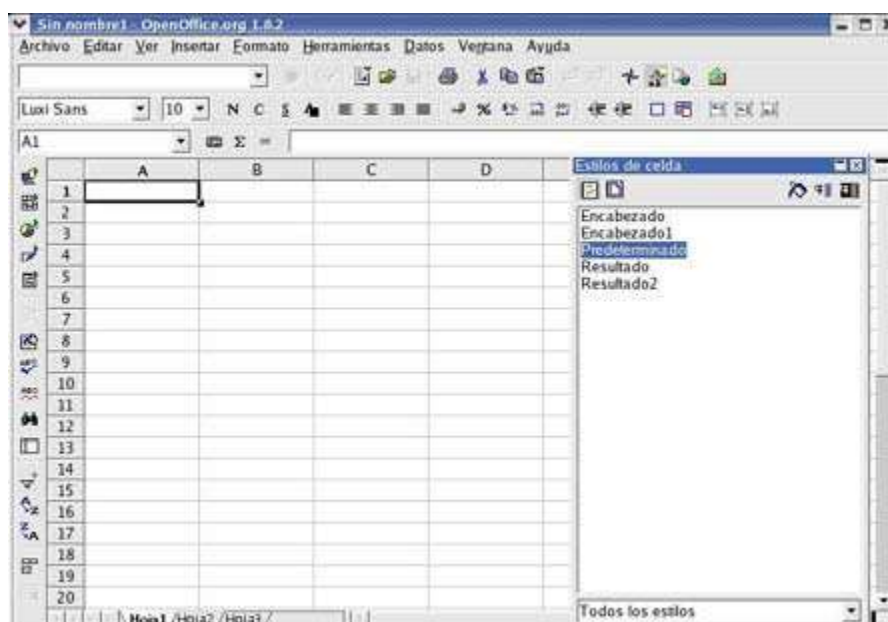 Sin nombre1 - OpenOffice.org 1.0.2
Archivo Editar Ver Insertar Formato Herramientas Datos Ventana Ayuda
Luxi Sans 10 N C S
A1 Σ =
A B C D
Estilos de celda
1
2
3
4
5
6
7
8
9
10
11
12
13
14
15
16
17
18
19
20
Encabezado
Encabezado1
Predeterminado
Resultado
Resultado2
Hoja1 Hoja2 Hoja3
Todos los estilos